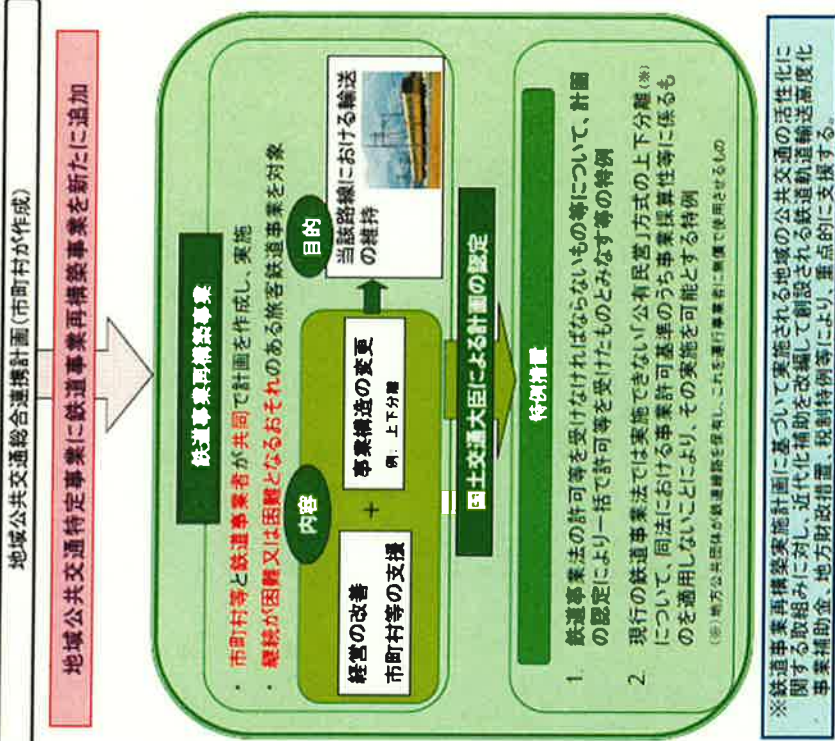 地域公共交通総合連携計画(市町村が作成)
地域公共交通特定事業に鉄道事業再構築事業を新たに追加
鉄道事業再構築事業
・ 市町村等と鉄道事業者が共同で計画を作成し、実施
・ 継続が困難又は困難となるおそれのある旅客鉄道事業を対象
内容
経営の改善
市町村等の支援
+
事業構造の変更
例: 上下分離
目的
当該路線における輸送
の維持
国土交通大臣による計画の認定
特例措置
1. 鉄道事業法の許可等を受けなければならないもの等について、計画
の認定により一括で許可等を受けたものとみなす等の特例
2. 現行の鉄道事業法では実施できない「公有民営」方式の上下分離(※)
について、同法における事業許可基準のうち事業採算性等に係るも
のを適用しないことにより、その実施を可能とする特例
(※)地方公共団体が鉄道線路を保有し、これを運行事業者に無償で使用させるもの
※鉄道事業再構築実施計画に基づいて実施される地域の公共交通の活性化に
関する取組みに対し、近代化補助を改編して創設される鉄道軌道輸送高度化
事業補助金、地方財政措置、税制特例等により、重点的に支援する。